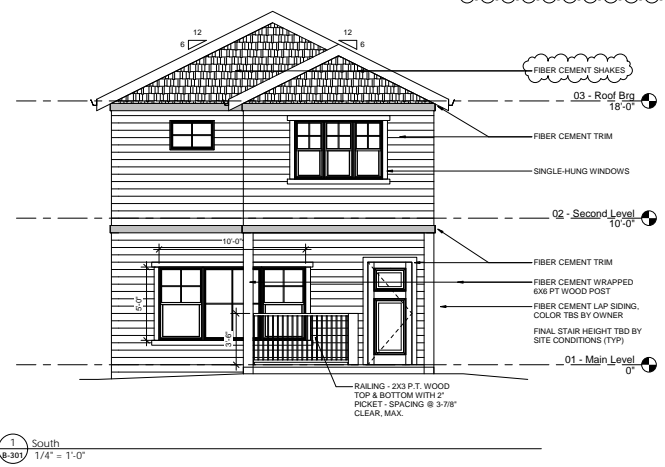 12
6
12
6
FIBER CEMENT SHAKES
03 - Roof Brg
18'-0"
FIBER CEMENT TRIM
SINGLE-HUNG WINDOWS
02 - Second Level
10'-0"
10'-0"
FIBER CEMENT TRIM
FIBER CEMENT WRAPPED
6X6 PT WOOD POST
5'-0"
FIBER CEMENT LAP SIDING,
COLOR TBS BY OWNER
3'-6"
FINAL STAIR HEIGHT TBD BY
SITE CONDITIONS (TYP)
01 - Main Level
0"
RAILING - 2X3 P.T. WOOD
TOP & BOTTOM WITH 2"
PICKET - SPACING @ 3-7/8"
CLEAR, MAX.
1
South
B-301
1/4" = 1'-0"